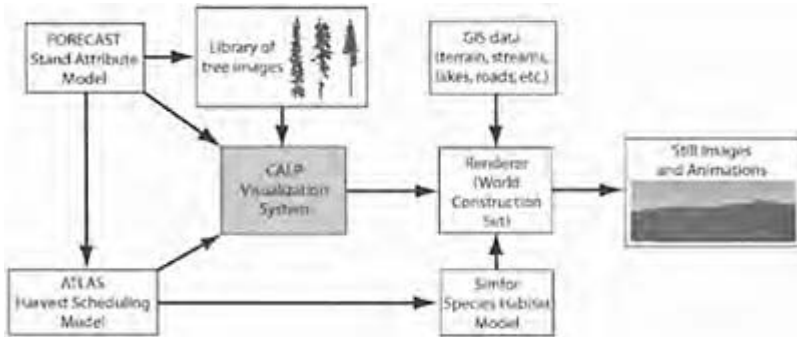 FORECAST
Stand Attribute
Model
Library of
tree images
GIS data
(terrain, streams,
lakes, roads, etc.)
CALP
Visualization
System
Renderer
(World
Construction
Set)
Still Images
and Animations
ATLAS
Harvest Scheduling
Model
Simfor
Species Habitat
Model